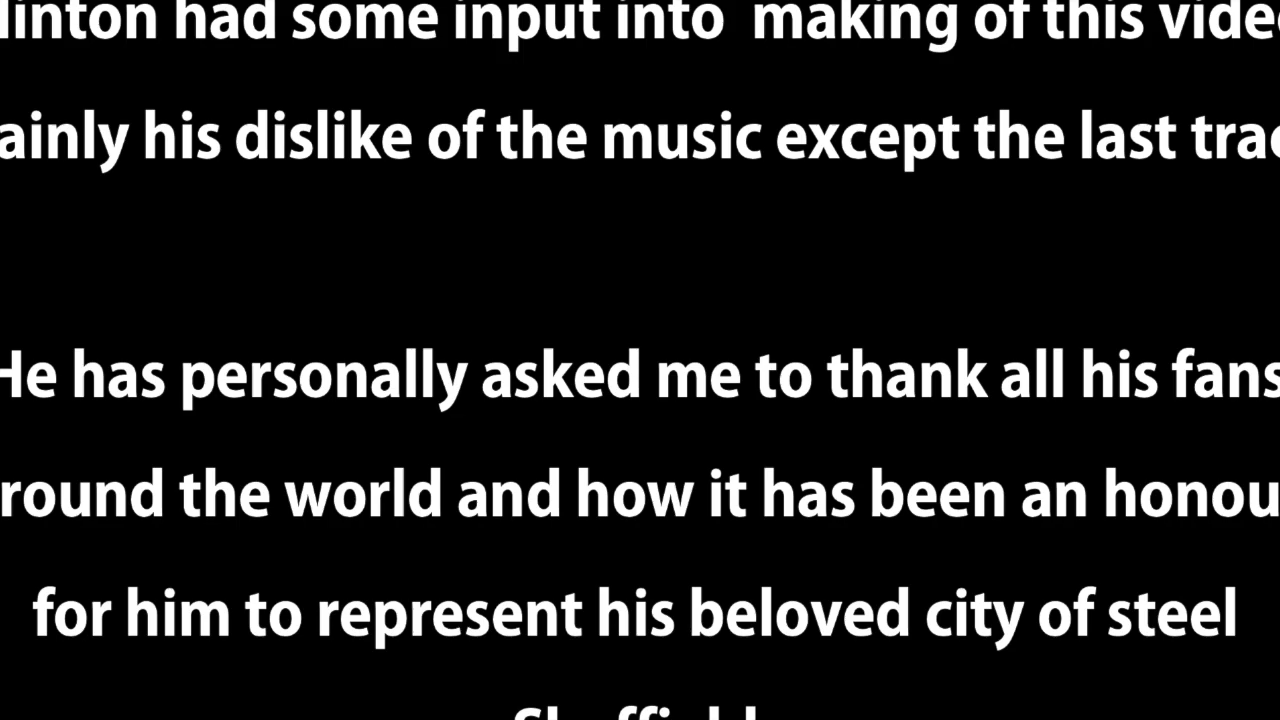 linton had some input into making of this vide
ainly his dislike of the music except the last trac
He has personally asked me to thank all his fans
round the world and how it has been an honou
for him to represent his beloved city of steel
Sheffield